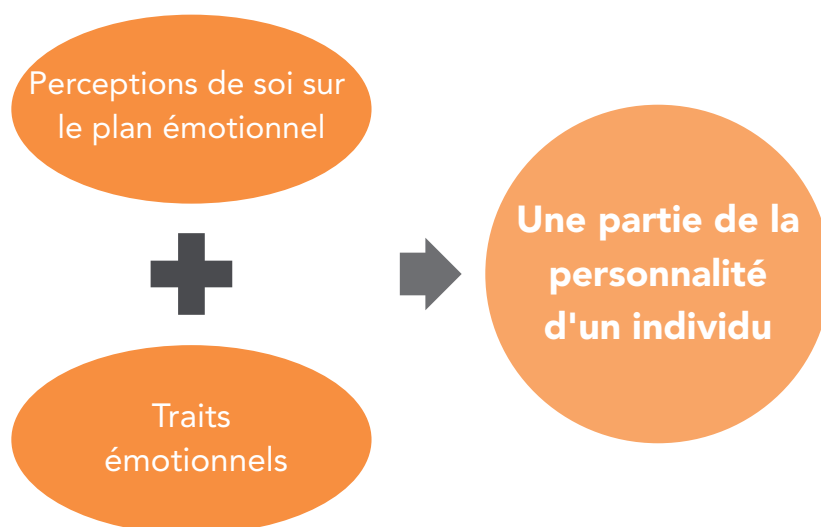 Perceptions de soi sur
le plan émotionnel
Une partie de la
personnalité
d'un individu
Traits
émotionnels